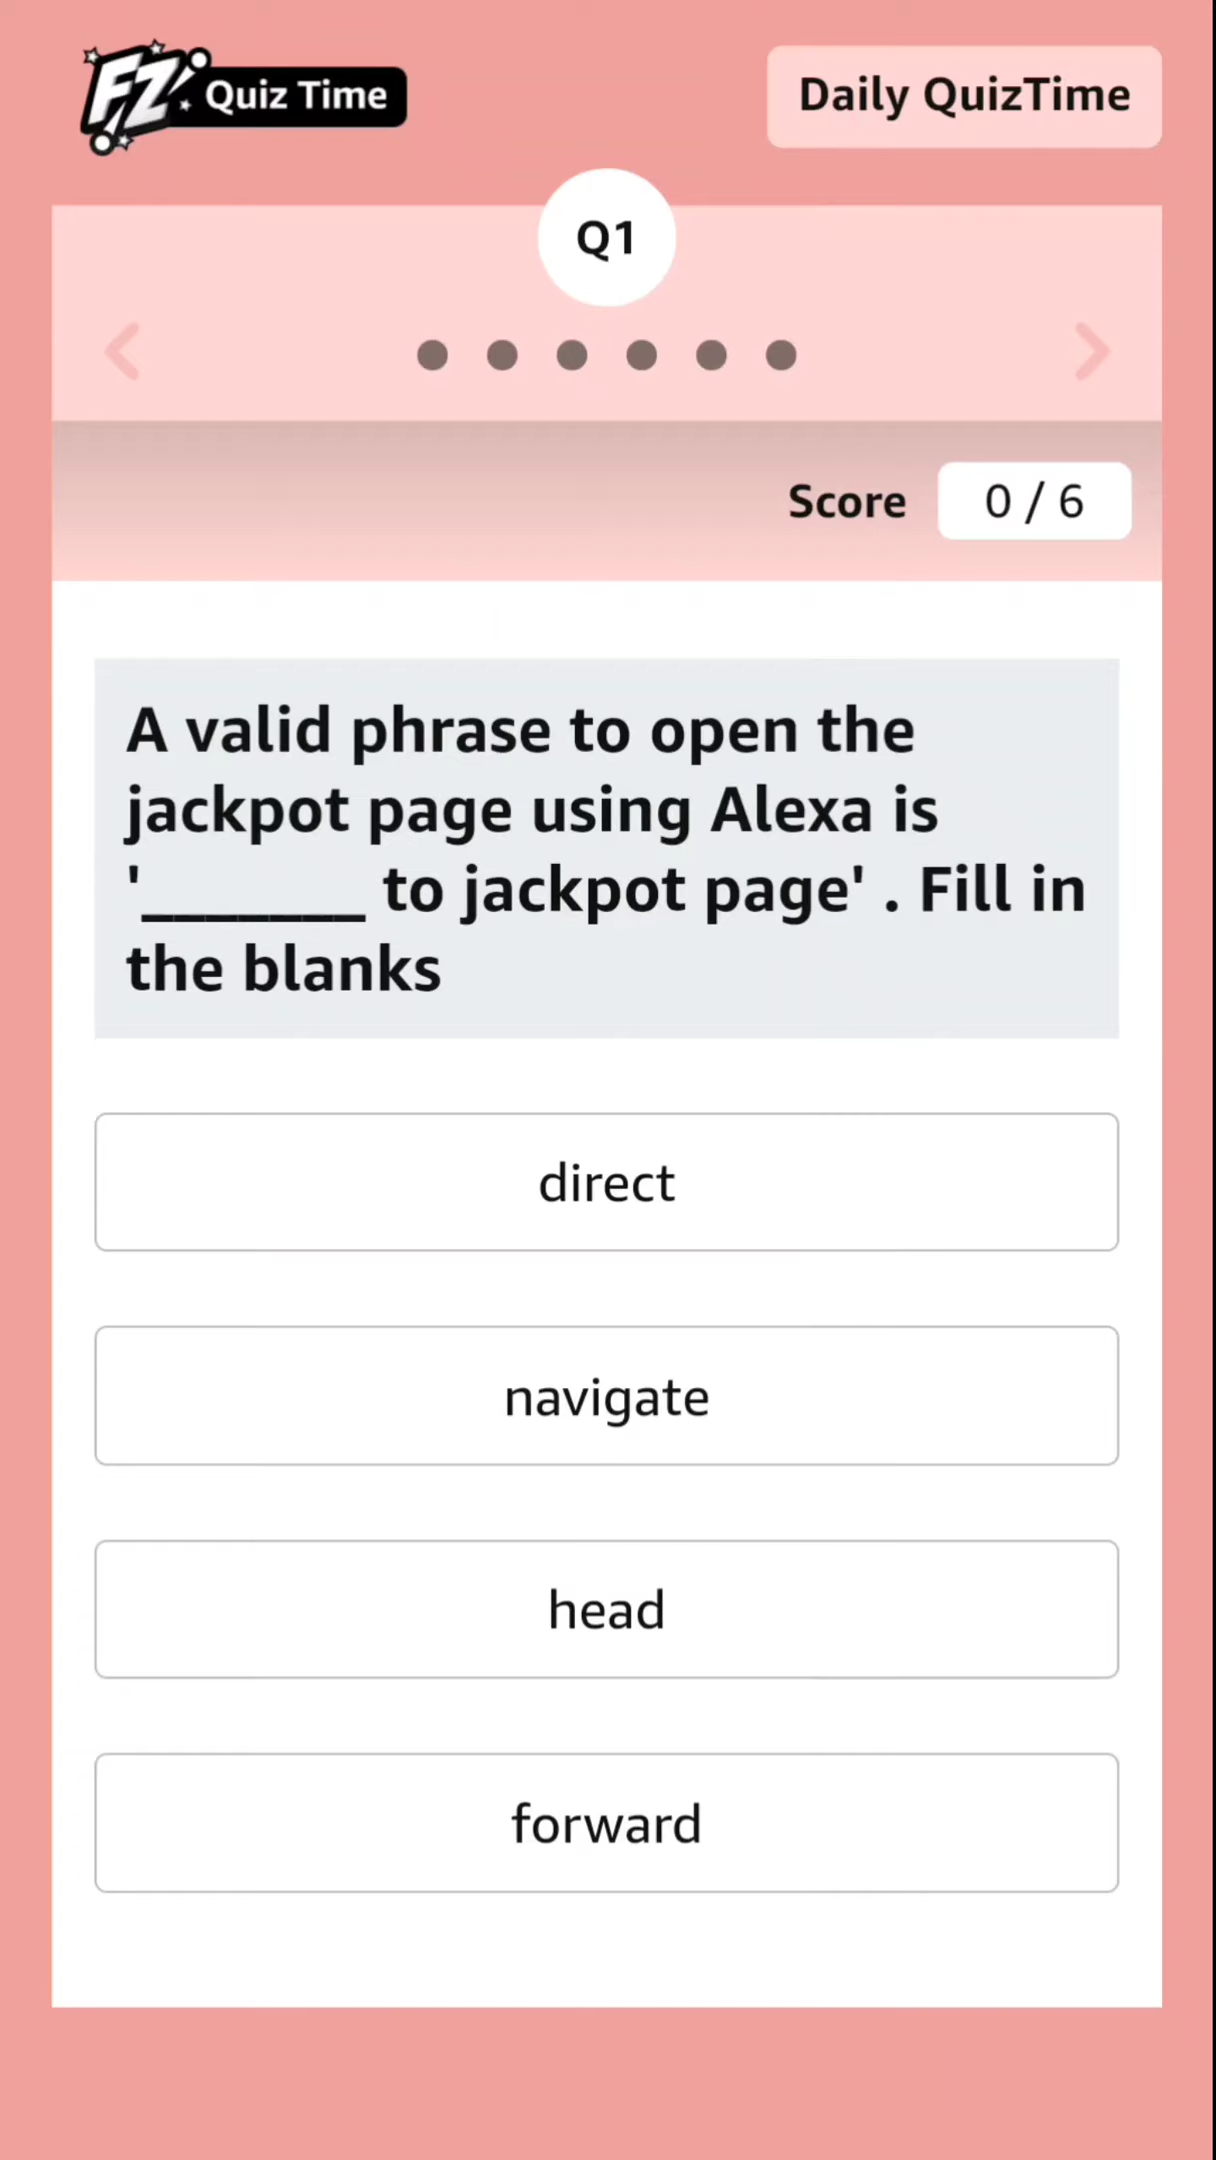 FZ Quiz Time
Daily QuizTime
Q1
Score 0 / 6
A valid phrase to open the
jackpot page using Alexa is
'_______ to jackpot page' . Fill in
the blanks
direct
navigate
head
forward